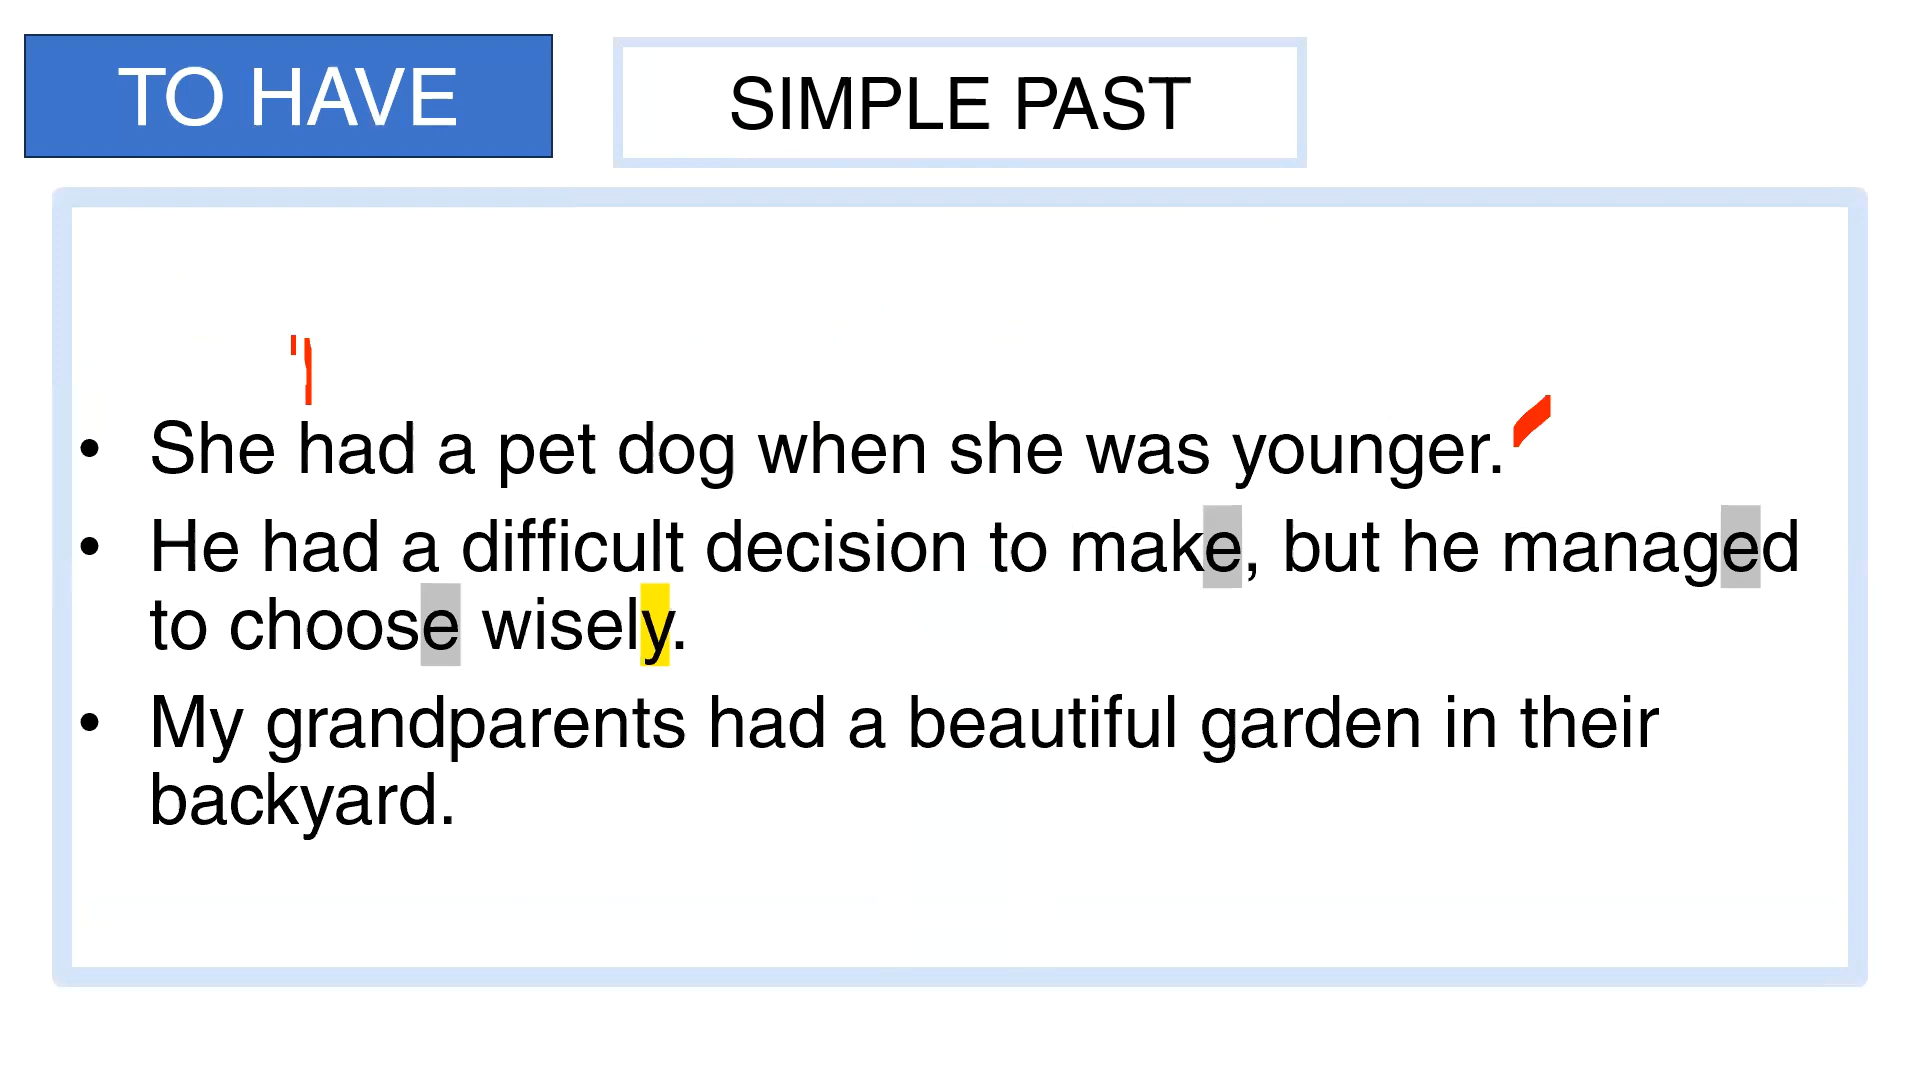 TO HAVE
SIMPLE PAST
• She had a pet dog when she was younger.
• He had a difficult decision to make, but he managed
to choose wisely.
• My grandparents had a beautiful garden in their
backyard.